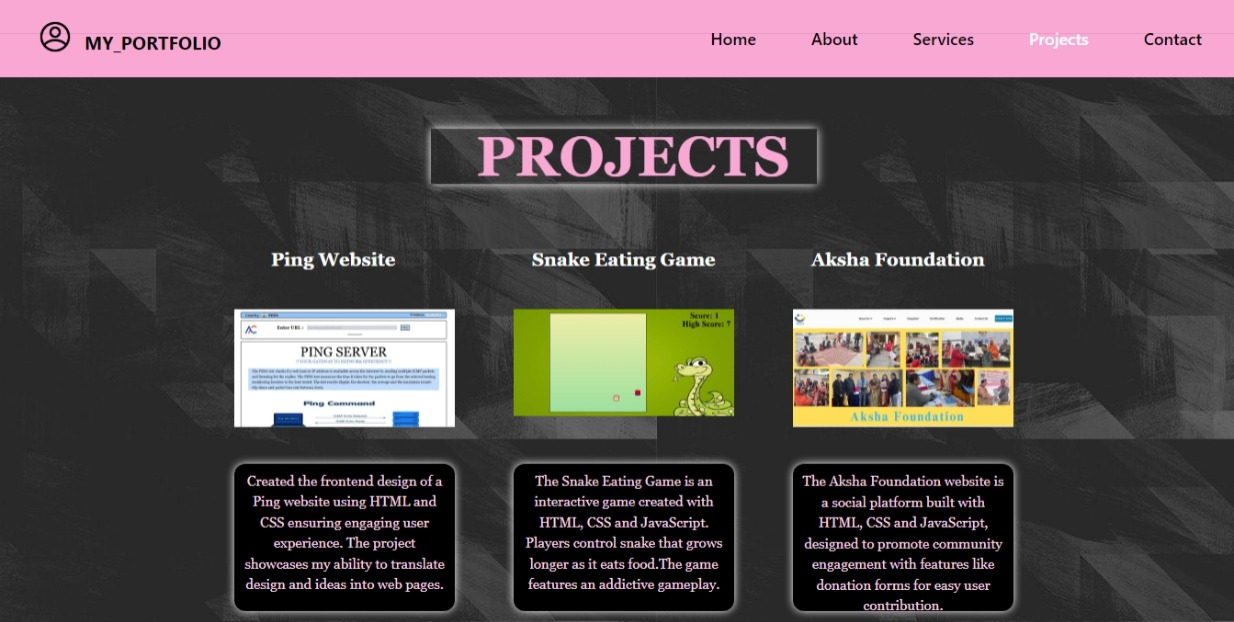 MY_PORTFOLIO
Home About Services Projects Contact
PROJECTS
Ping Website
Snake Eating Game
Aksha Foundation
Enter URL :
PING SERVER
Ping Command
Score: 1
High Score: 7
Aksha Foundation
Created the frontend design of a
Ping website using HTML and
CSS ensuring engaging user
experience. The project
showcases my ability to translate
design and ideas into web pages.
The Snake Eating Game is an
interactive game created with
HTML, CSS and JavaScript.
Players control snake that grows
longer as it eats food.The game
features an addictive gameplay.
The Aksha Foundation website is
a social platform built with
HTML, CSS and JavaScript,
designed to promote community
engagement with features like
donation forms for easy user
contribution.